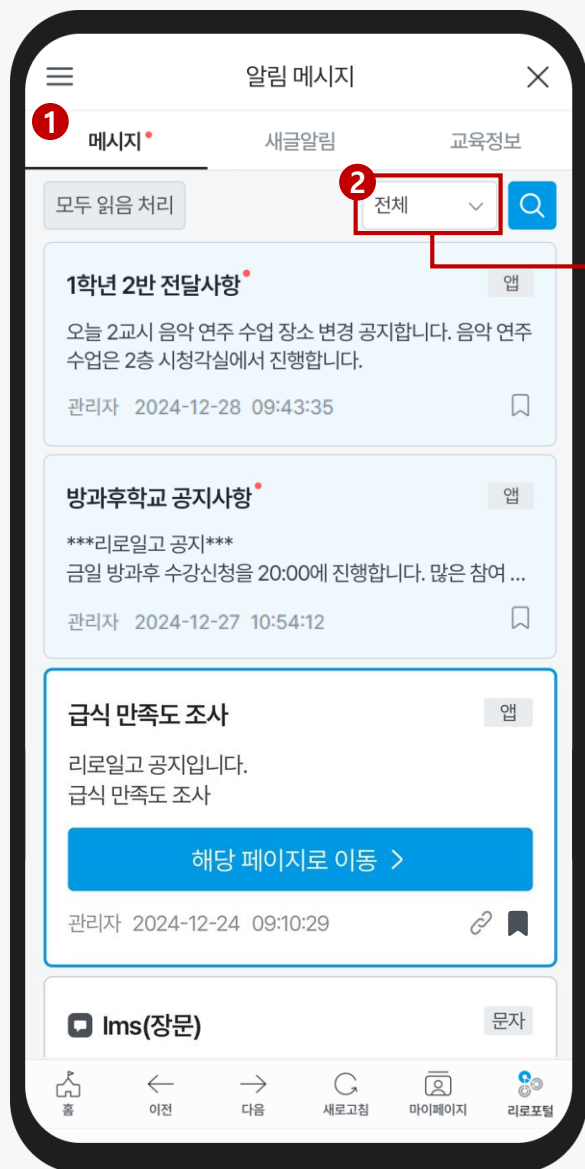 알림 메시지
1
메시지
새글알림
교육정보
모두 읽음 처리
2
전체
1학년 2반 전달사항
앱
오늘 2교시 음악 연주 수업 장소 변경 공지합니다. 음악 연주
수업은 2층 시청각실에서 진행합니다.
관리자 2024-12-28 09:43:35
방과후학교 공지사항
앱
***리로일고 공지***
금일 방과후 수강신청을 20:00에 진행합니다. 많은 참여 ...
관리자 2024-12-27 10:54:12
급식 만족도 조사
앱
리로일고 공지입니다.
급식 만족도 조사
해당 페이지로 이동 >
관리자 2024-12-24 09:10:29
lms(장문)
문자
홈
이전
다음
새로고침
마이페이지
리로포털